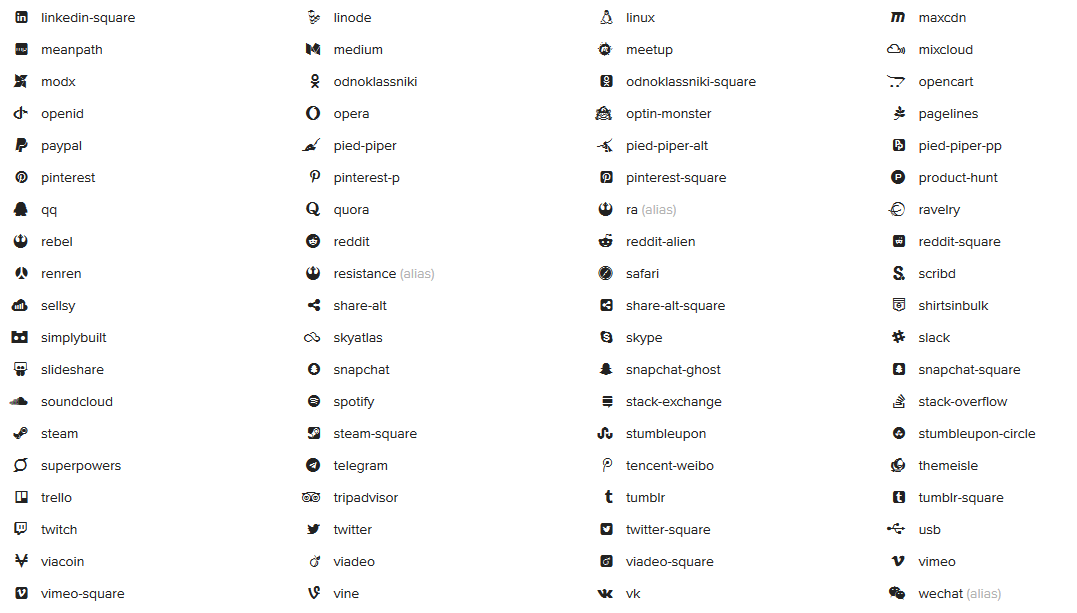 linkedin-square linode linux maxcdn
meanpath medium meetup mixcloud
modx odnoklassniki odnoklassniki-square opencart
openid opera optin-monster pagelines
paypal pied-piper pied-piper-alt pied-piper-pp
pinterest pinterest-p pinterest-square product-hunt
qq quora ra (alias) ravelry
rebel reddit reddit-alien reddit-square
renren resistance (alias) safari scribd
sellsy share-alt share-alt-square shirtsinbulk
simplybuilt skyatlas skype slack
slideshare snapchat snapchat-ghost snapchat-square
soundcloud spotify stack-exchange stack-overflow
steam steam-square stumbleupon stumbleupon-circle
superpowers telegram tencent-weibo themeisle
trello tripadvisor tumblr tumblr-square
twitch twitter twitter-square usb
viacoin viadeo viadeo-square vimeo
vimeo-square vine vk wechat (alias)